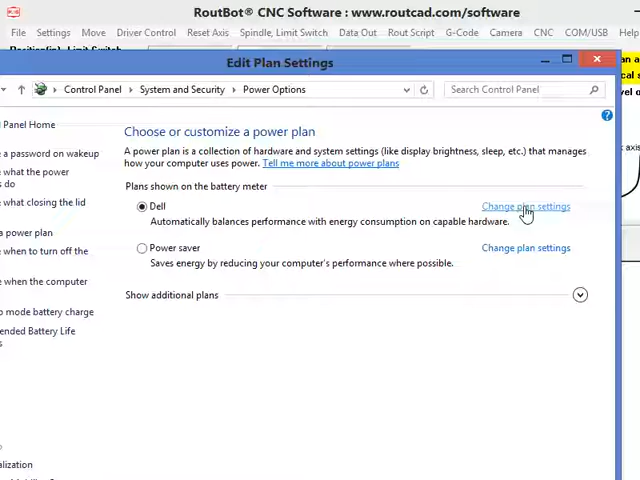 RoutBot® CNC Software : www.routcad.com/software
File Settings Move Driver Control Reset Axis Spindle, Limit Switch Data Out Rout Script G-Code Camera CNC COM/USB Help
Edit Plan Settings
an a
Control Panel System and Security Power Options
Search Control Panel
cal s
vel o
Panel Home
Choose or customize a power plan
e a password on wakeup
A power plan is a collection of hardware and system settings (like display brightness, sleep, etc.) that manages
how your computer uses power. Tell me more about power plans
axis
e what the power
s do
Plans shown on the battery meter
e what closing the lid
Dell
Change plan settings
Automatically balances performance with energy consumption on capable hardware.
a power plan
e when to turn off the
Power saver
Change plan settings
Saves energy by reducing your computer's performance where possible.
e when the computer
Show additional plans
o mode battery charge
ended Battery Life
s
alization